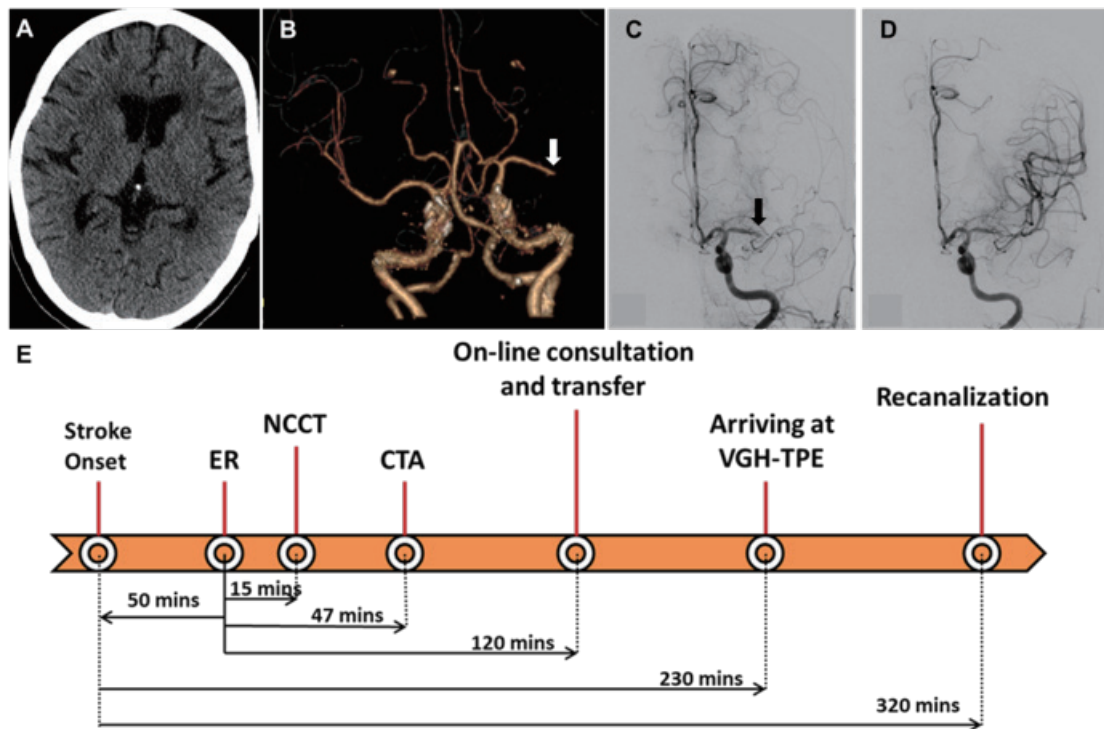 A
B
C
D
E
On-line consultation
and transfer
Recanalization
Stroke
Onset
NCCT
Arriving at
VGH-TPE
ER
CTA
15 mins
50 mins
47 mins
120 mins
230 mins
320 mins